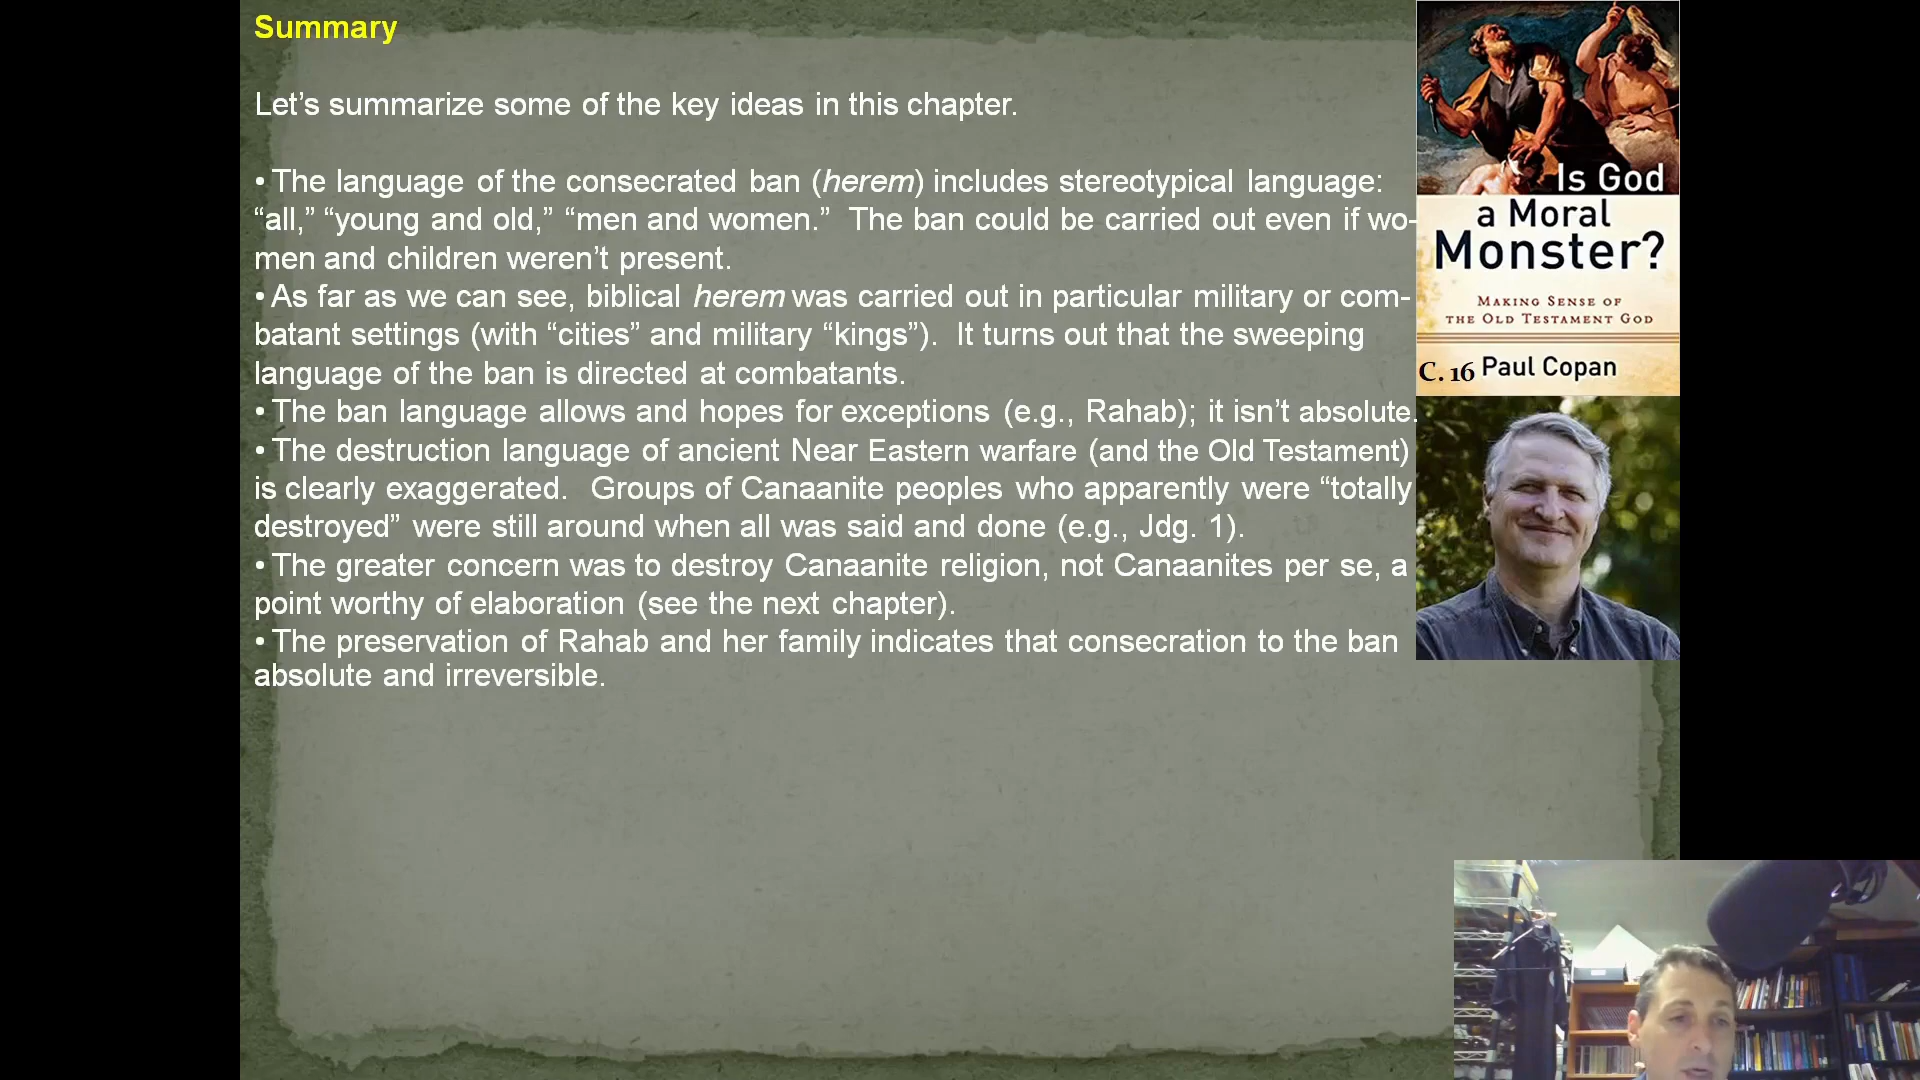 Summary
Let’s summarize some of the key ideas in this chapter.
• The language of the consecrated ban (herem) includes stereotypical language:
“all,” “young and old,” “men and women.”  The ban could be carried out even if wo-
men and children weren’t present.
• As far as we can see, biblical herem was carried out in particular military or com-
batant settings (with “cities” and military “kings”).  It turns out that the sweeping
language of the ban is directed at combatants.
• The ban language allows and hopes for exceptions (e.g., Rahab); it isn’t absolute.
• The destruction language of ancient Near Eastern warfare (and the Old Testament)
is clearly exaggerated.  Groups of Canaanite peoples who apparently were “totally
destroyed” were still around when all was said and done (e.g., Jdg. 1).
• The greater concern was to destroy Canaanite religion, not Canaanites per se, a
point worthy of elaboration (see the next chapter).
• The preservation of Rahab and her family indicates that consecration to the ban
absolute and irreversible.
Is God
a Moral
Monster?
MAKING SENSE OF
THE OLD TESTAMENT GOD
C. 16 Paul Copan